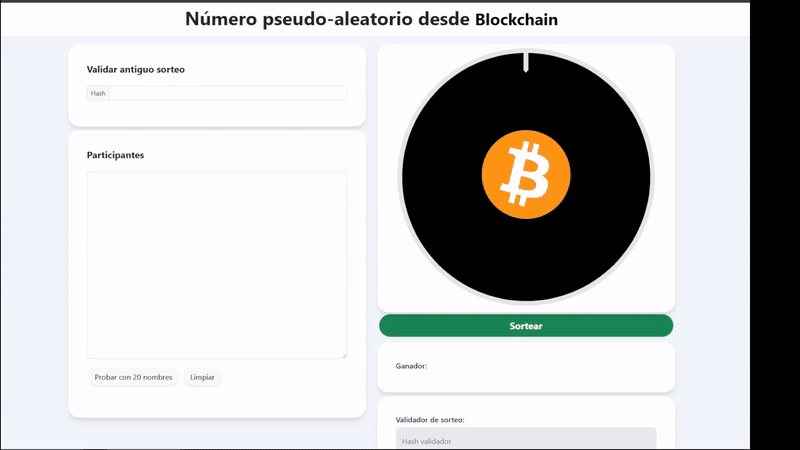 Número pseudo-aleatorio desde Blockchain
Validar antiguo sorteo
Hash
Participantes
Probar con 20 nombres
Limpiar
Sortear
Ganador:
Validador de sorteo:
Hash validador